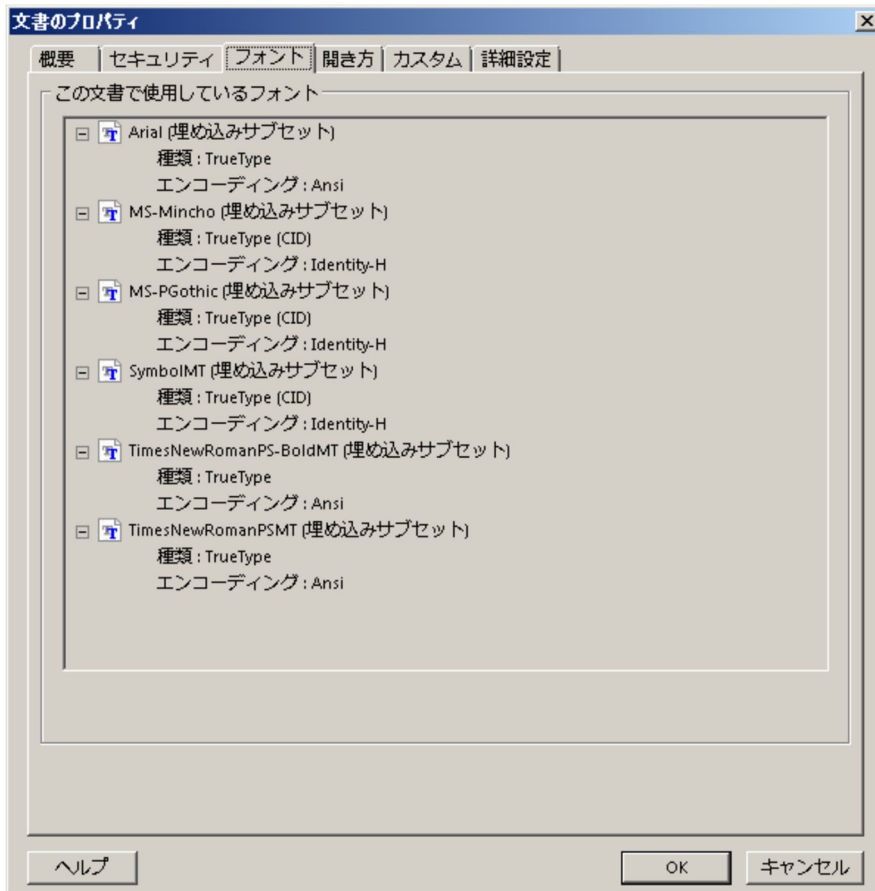 文書のプロパティ
概要 セキュリティ フォント 開き方 カスタム 詳細設定
この文書で使用しているフォント
Arial (埋め込みサブセット)
種類 : TrueType
エンコーディング : Ansi
MS-Mincho (埋め込みサブセット)
種類 : TrueType (CID)
エンコーディング : Identity-H
MS-PGothic (埋め込みサブセット)
種類 : TrueType (CID)
エンコーディング : Identity-H
SymbolMT (埋め込みサブセット)
種類 : TrueType (CID)
エンコーディング : Identity-H
TimesNewRomanPS-BoldMT (埋め込みサブセット)
種類 : TrueType
エンコーディング : Ansi
TimesNewRomanPSMT (埋め込みサブセット)
種類 : TrueType
エンコーディング : Ansi
ヘルプ OK キャンセル